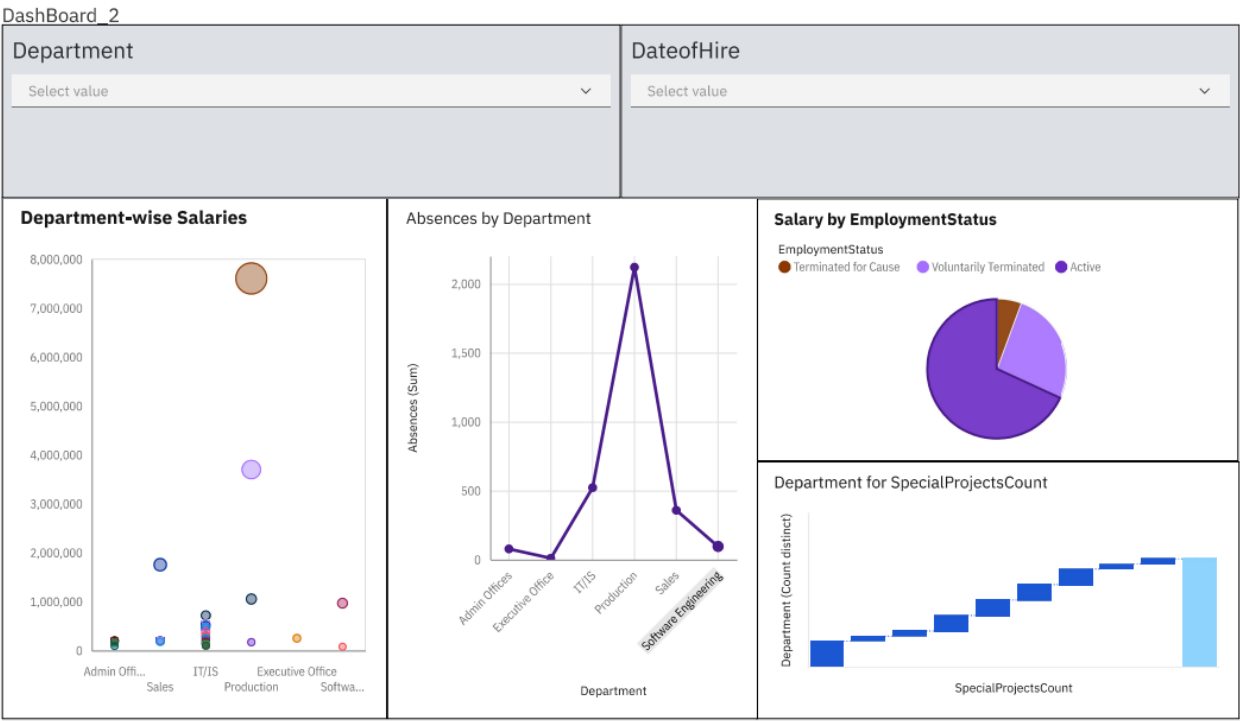 DashBoard_2
Department
Select value
DateofHire
Select value
Department-wise Salaries
8,000,000
7,000,000
6,000,000
5,000,000
4,000,000
3,000,000
2,000,000
1,000,000
0
Admin Offi... IT/IS Executive Office
Sales Production Softwa...
Absences by Department
Absences (Sum)
2,000
1,500
1,000
500
0
Admin Offices
Executive Office
IT/IS
Production
Sales
Software Engineering
Department
Salary by EmploymentStatus
EmploymentStatus
Terminated for Cause Voluntarily Terminated Active
Department for SpecialProjectsCount
Department (Count distinct)
SpecialProjectsCount